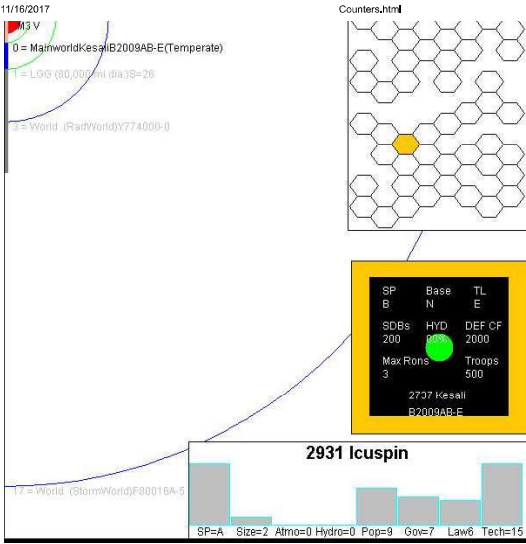 11/16/2017
Counters.html
M3 V
0 = MainworldKesaliB2009AB-E(Temperate)
1 = LGG (80,000 mi dia.)S=26
3 = World (RadWorld)Y774000-0
SP Base TL
B N E
SDBs HYD DEF CF
200 00% 2000
Max Rons Troops
3 500
2707 Kesali
B2009AB-E
17 = World (StormWorld)F80016A-5
2931 Icuspin
SP=A Size=2 Atmo=0 Hydro=0 Pop=9 Gov=7 Law6 Tech=15